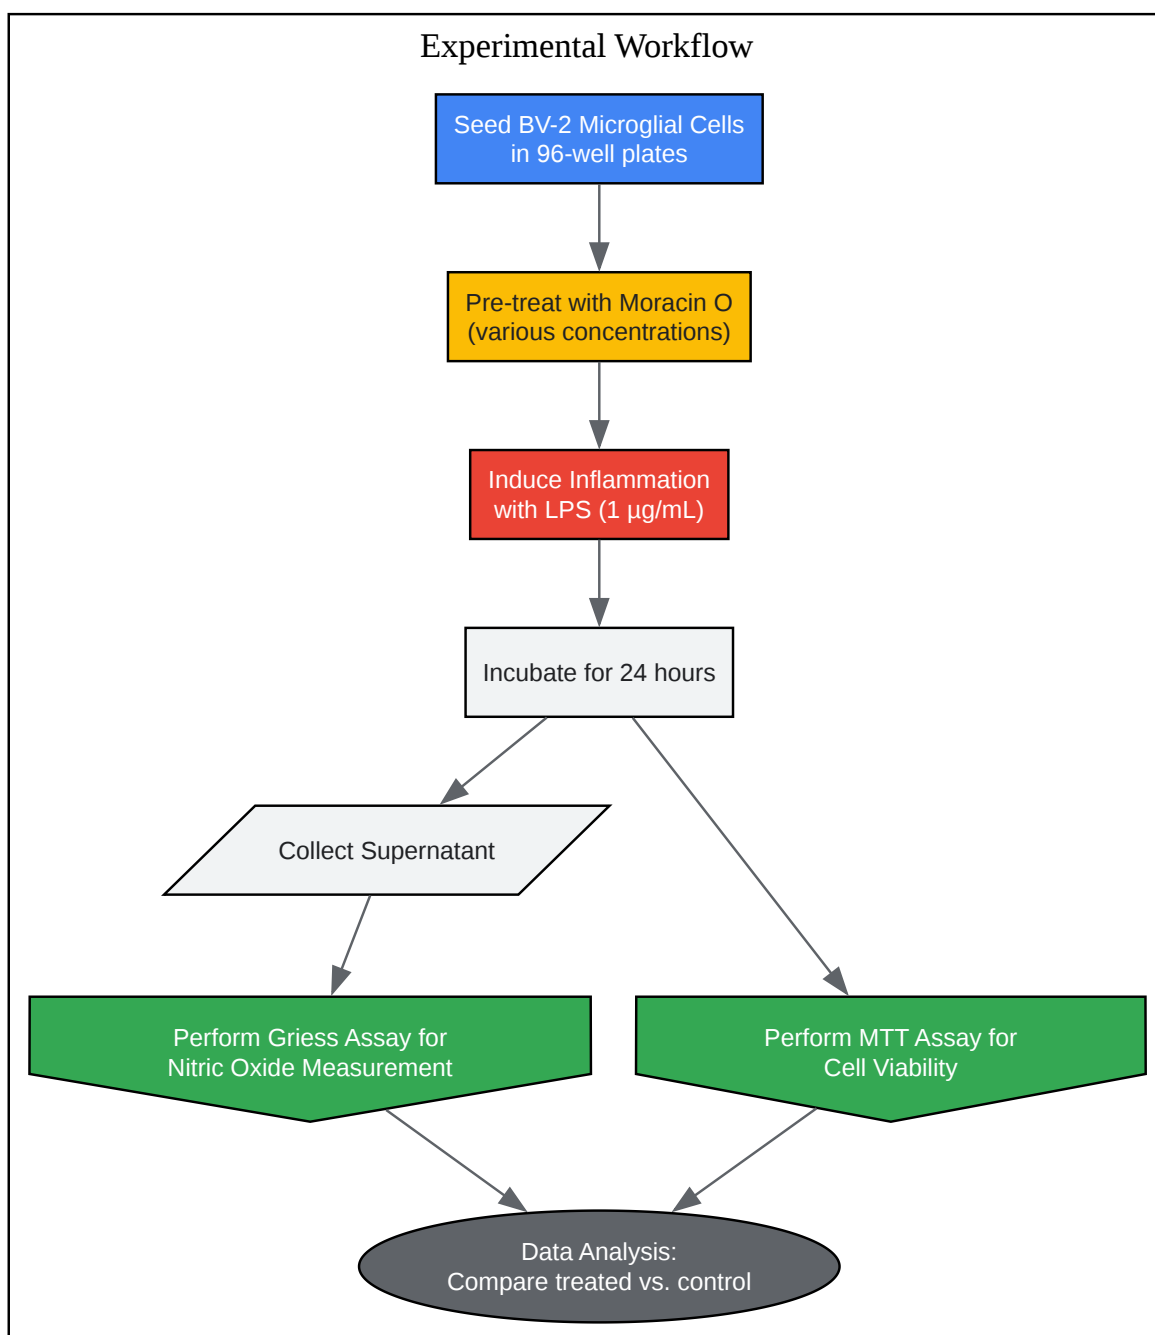 Experimental Workflow
Seed BV-2 Microglial Cells
in 96-well plates
Pre-treat with Moracin O
(various concentrations)
Induce Inflammation
with LPS (1 µg/mL)
Incubate for 24 hours
Collect Supernatant
Perform Griess Assay for
Nitric Oxide Measurement
Perform MTT Assay for
Cell Viability
Data Analysis:
Compare treated vs. control